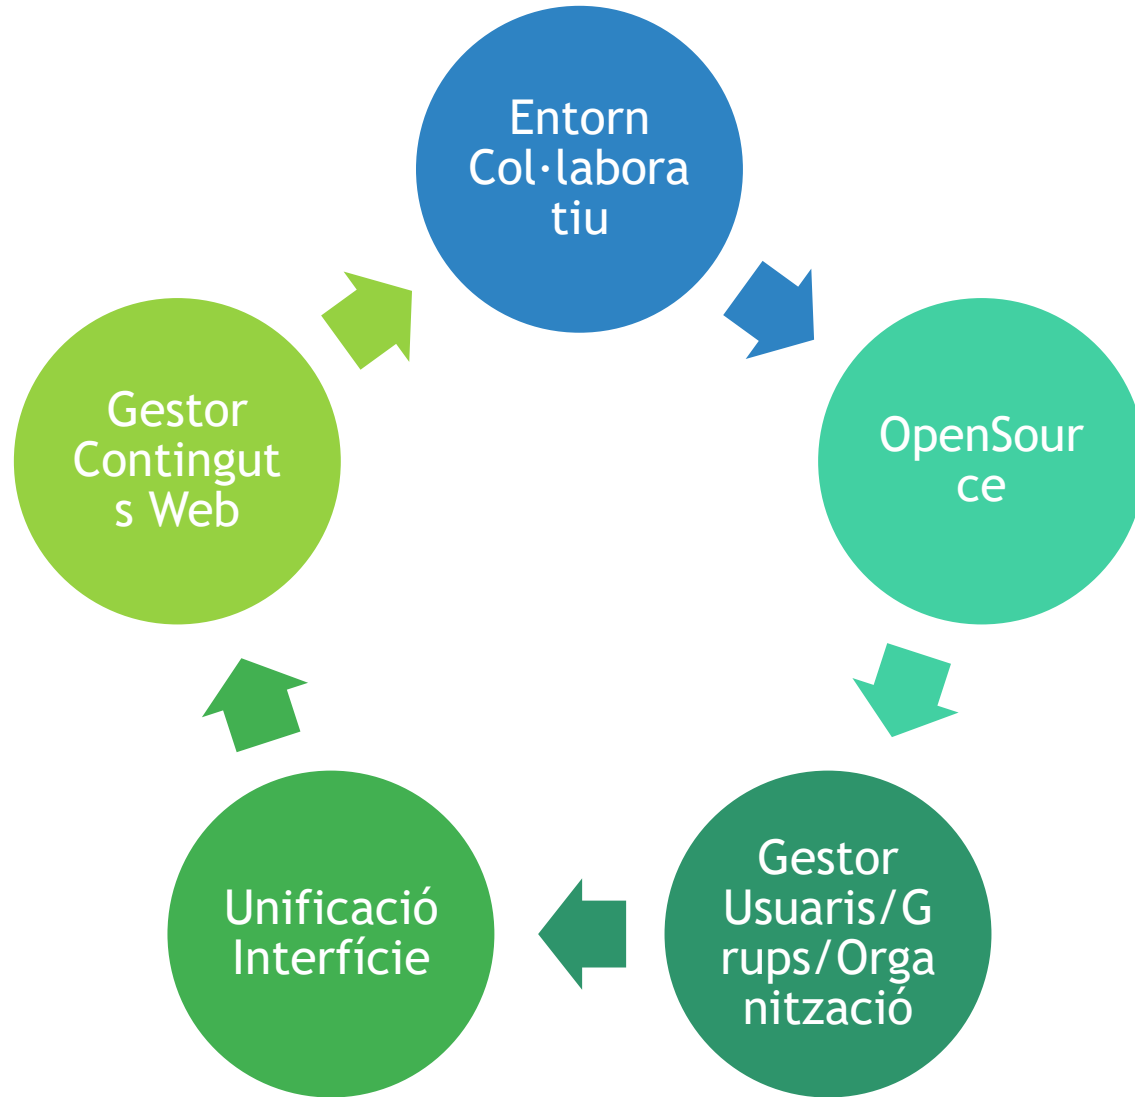 Entorn
Col·labora
tiu
OpenSour
ce
Gestor
Usuaris/G
rups/Orga
nització
Unificació
Interfície
Gestor
Contingut
s Web